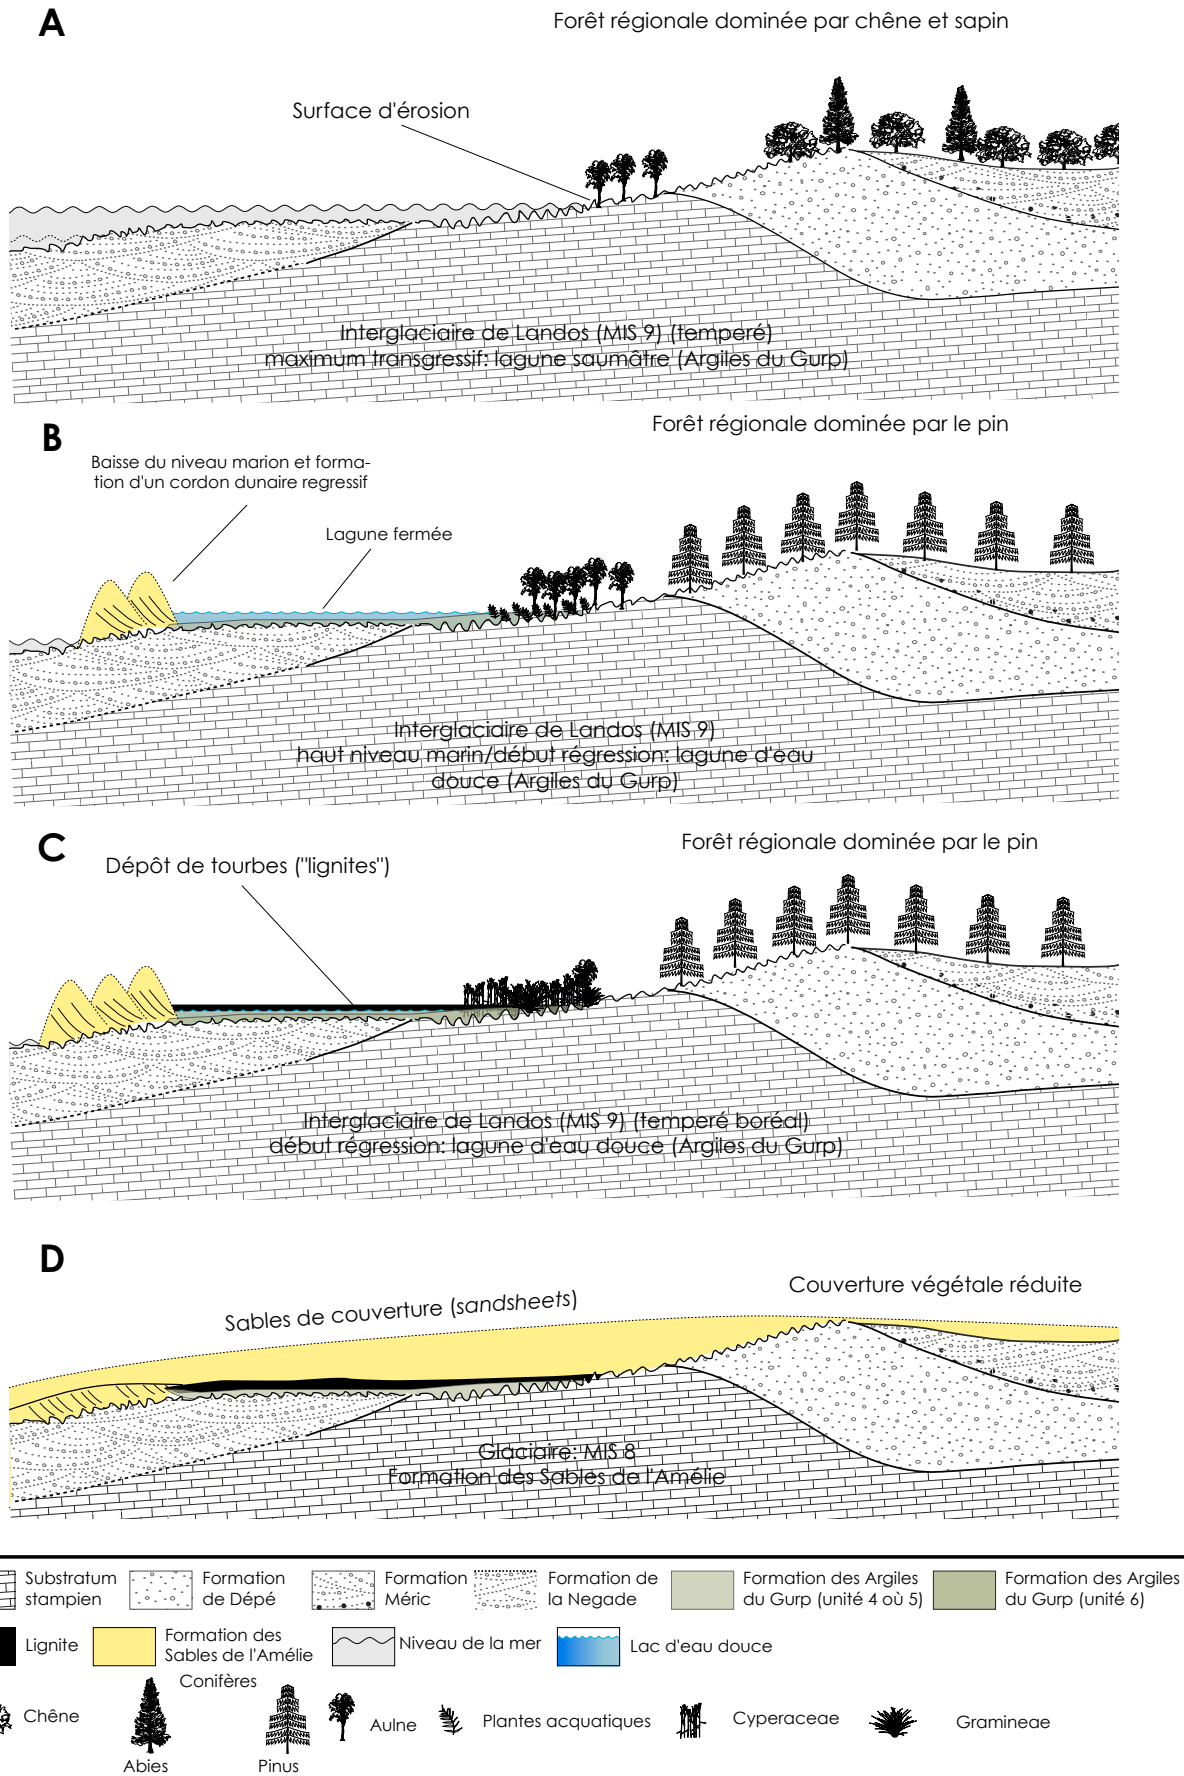 A
Forêt régionale dominée par chêne et sapin
Surface d'érosion
Interglaciaire de Landos (MIS 9) (temperé)
maximum transgressif: lagune saumâtre (Argiles du Gurp)
B
Forêt régionale dominée par le pin
Baisse du niveau marion et forma-
tion d'un cordon dunaire regressif
Lagune fermée
Interglaciaire de Landos (MIS 9)
haut niveau marin/début régression: lagune d'eau
douce (Argiles du Gurp)
C
Forêt régionale dominée par le pin
Dépôt de tourbes ("lignites")
Interglaciaire de Landos (MIS 9) (temperé boréal)
début régression: lagune d'eau douce (Argiles du Gurp)
D
Couverture végétale réduite
Sables de couverture (sandsheets)
Glaciaire: MIS 8
Formation des Sables de l'Amélie
Substratum
stampien
Formation
de Dépé
Formation
Méric
Formation de
la Negade
Formation des Argiles
du Gurp (unité 4 où 5)
Formation des Argiles
du Gurp (unité 6)
Lignite
Formation des
Sables de l'Amélie
Niveau de la mer
Lac d'eau douce
Conifères
Chêne
Abies
Pinus
Aulne
Plantes acquatiques
Cyperaceae
Gramineae